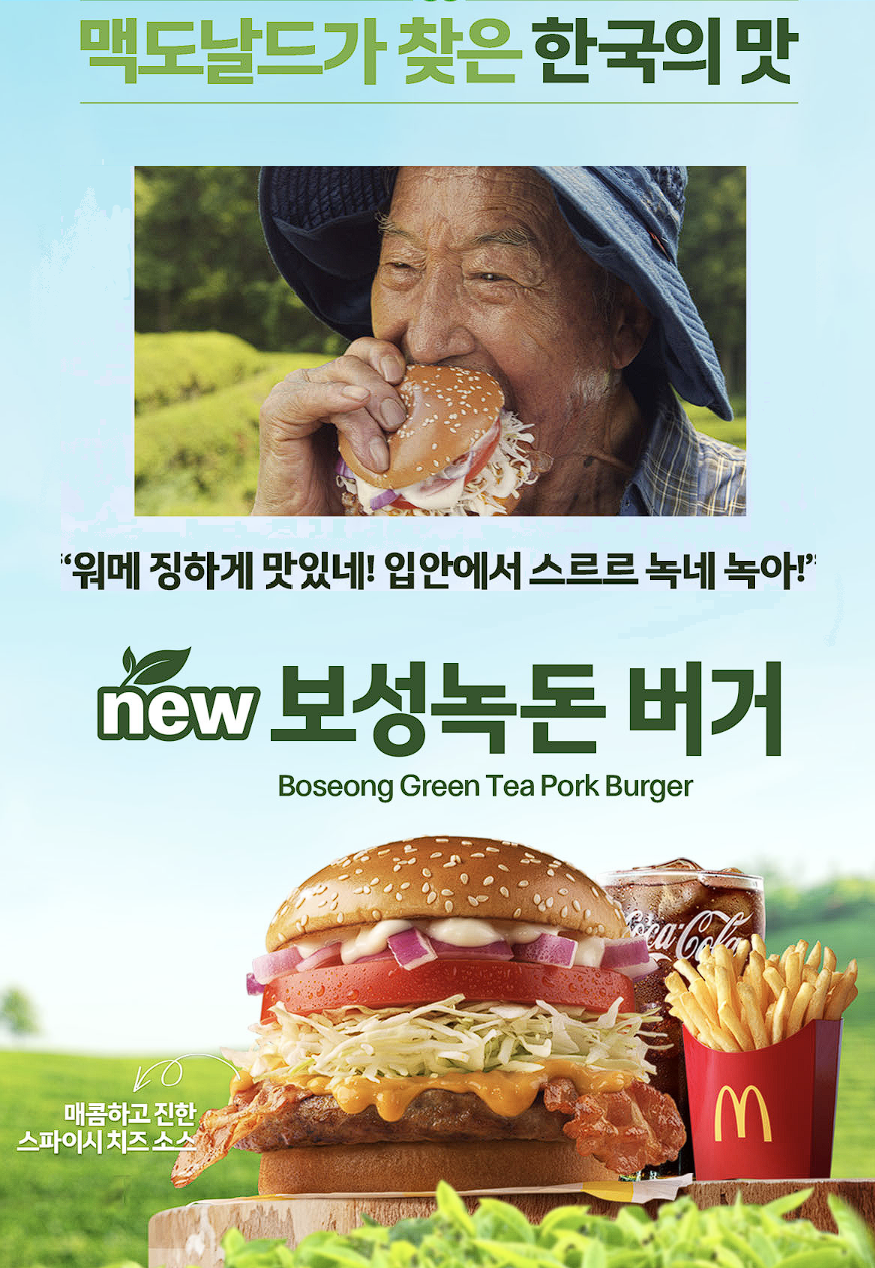 맥도날드가 찾은 한국의 맛
“워메 징하게 맛있네! 입안에서 스르르 녹네 녹아!”
new 보성녹돈 버거
Boseong Green Tea Pork Burger
Coca-Cola
매콤하고 진한
스파이시 치즈 소스